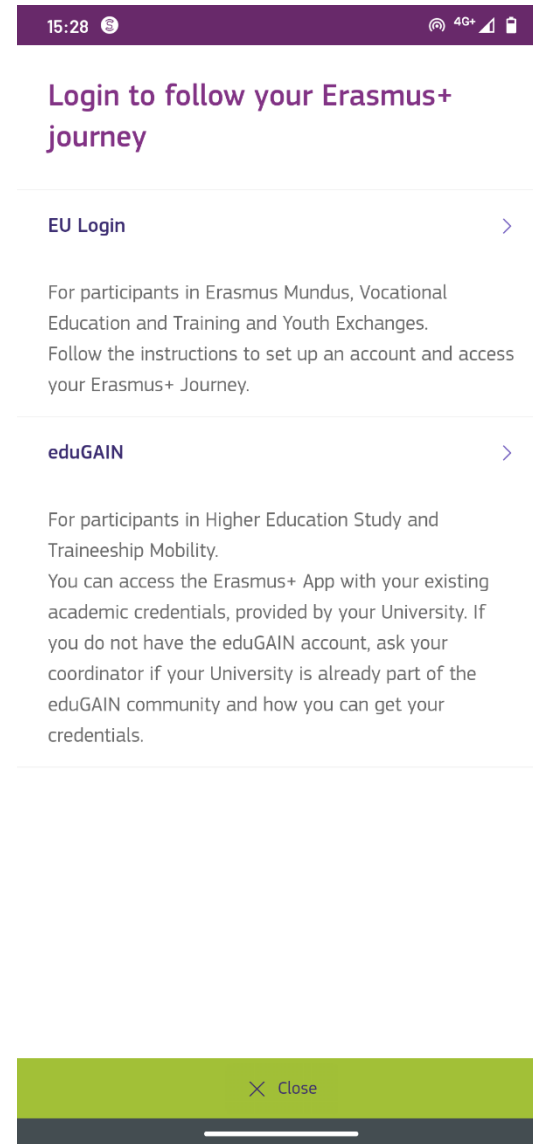 15:28
4G+
Login to follow your Erasmus+
journey
EU Login
For participants in Erasmus Mundus, Vocational
Education and Training and Youth Exchanges.
Follow the instructions to set up an account and access
your Erasmus+ Journey.
eduGAIN
For participants in Higher Education Study and
Traineeship Mobility.
You can access the Erasmus+ App with your existing
academic credentials, provided by your University. If
you do not have the eduGAIN account, ask your
coordinator if your University is already part of the
eduGAIN community and how you can get your
credentials.
Close